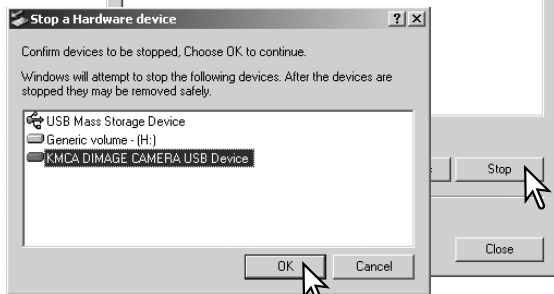 Stop a Hardware device
Confirm devices to be stopped, Choose OK to continue.
Windows will attempt to stop the following devices. After the devices are
stopped they may be removed safely.
USB Mass Storage Device
Generic volume - (H:)
KMCA DIMAGE CAMERA USB Device
OK
Cancel
Stop
Close